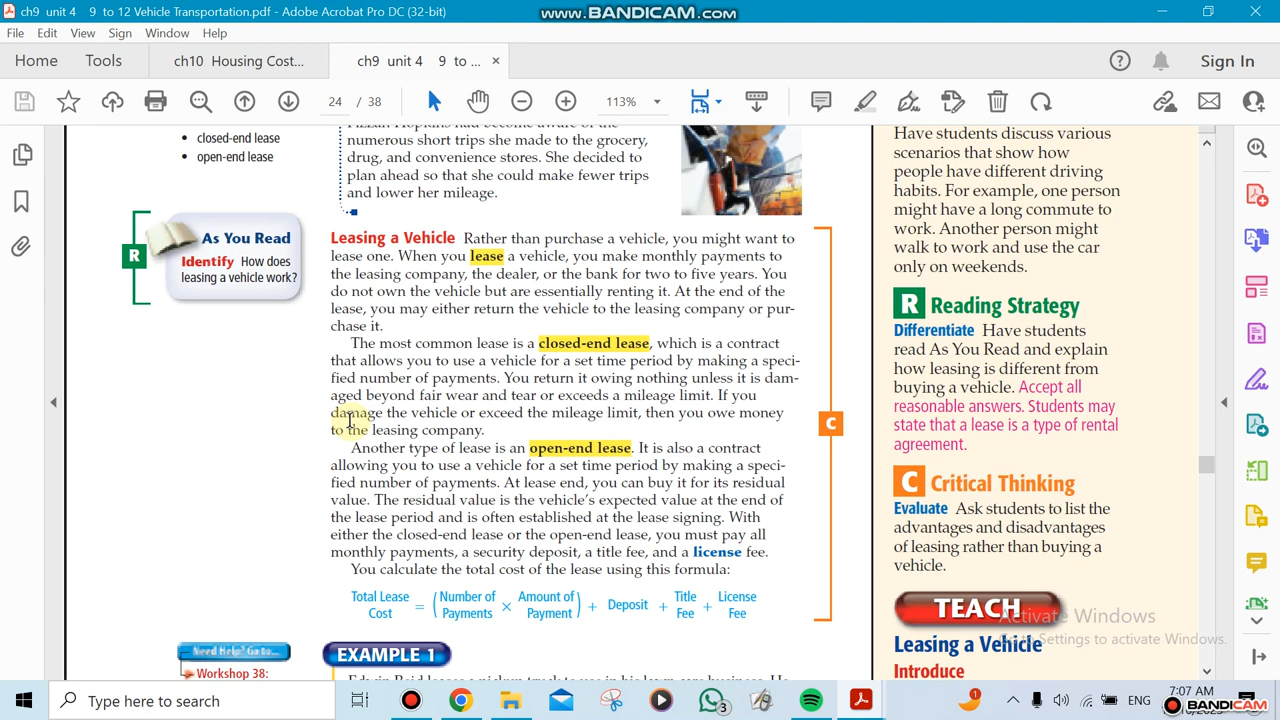 ch9 unit 4 9 to 12 Vehicle Transportation.pdf - Adobe Acrobat Pro DC (32-bit)
www.BANDICAM.com
File Edit View Sign Window Help
Home Tools ch10 Housing Cost... ch9 unit 4 9 to ... × Sign In
24 / 38 113%
• closed-end lease
• open-end lease
numerous short trips she made to the grocery,
drug, and convenience stores. She decided to
plan ahead so that she could make fewer trips
and lower her mileage.
R
As You Read
Identify How does
leasing a vehicle work?
Leasing a Vehicle Rather than purchase a vehicle, you might want to
lease one. When you lease a vehicle, you make monthly payments to
the leasing company, the dealer, or the bank for two to five years. You
do not own the vehicle but are essentially renting it. At the end of the
lease, you may either return the vehicle to the leasing company or pur-
chase it.
The most common lease is a closed-end lease, which is a contract
that allows you to use a vehicle for a set time period by making a speci-
fied number of payments. You return it owing nothing unless it is dam-
aged beyond fair wear and tear or exceeds a mileage limit. If you
damage the vehicle or exceed the mileage limit, then you owe money
to the leasing company.
Another type of lease is an open-end lease. It is also a contract
allowing you to use a vehicle for a set time period by making a speci-
fied number of payments. At lease end, you can buy it for its residual
value. The residual value is the vehicle's expected value at the end of
the lease period and is often established at the lease signing. With
either the closed-end lease or the open-end lease, you must pay all
monthly payments, a security deposit, a title fee, and a license fee.
You calculate the total cost of the lease using this formula:
Total Lease Cost = (Number of Payments × Amount of Payment) + Deposit + Title Fee + License Fee
C
Need Help? Go to...
Workshop 38:
EXAMPLE 1
Have students discuss various
scenarios that show how
people have different driving
habits. For example, one person
might have a long commute to
work. Another person might
walk to work and use the car
only on weekends.
R Reading Strategy
Differentiate Have students
read As You Read and explain
how leasing is different from
buying a vehicle. Accept all
reasonable answers. Students may
state that a lease is a type of rental
agreement.
C Critical Thinking
Evaluate Ask students to list the
advantages and disadvantages
of leasing rather than buying a
vehicle.
TEACH
Leasing a Vehicle
Introduce
Activate Windows
Go to Settings to activate Windows.
Type here to search
3
1
ENG
7:07 AM
BANDICAM